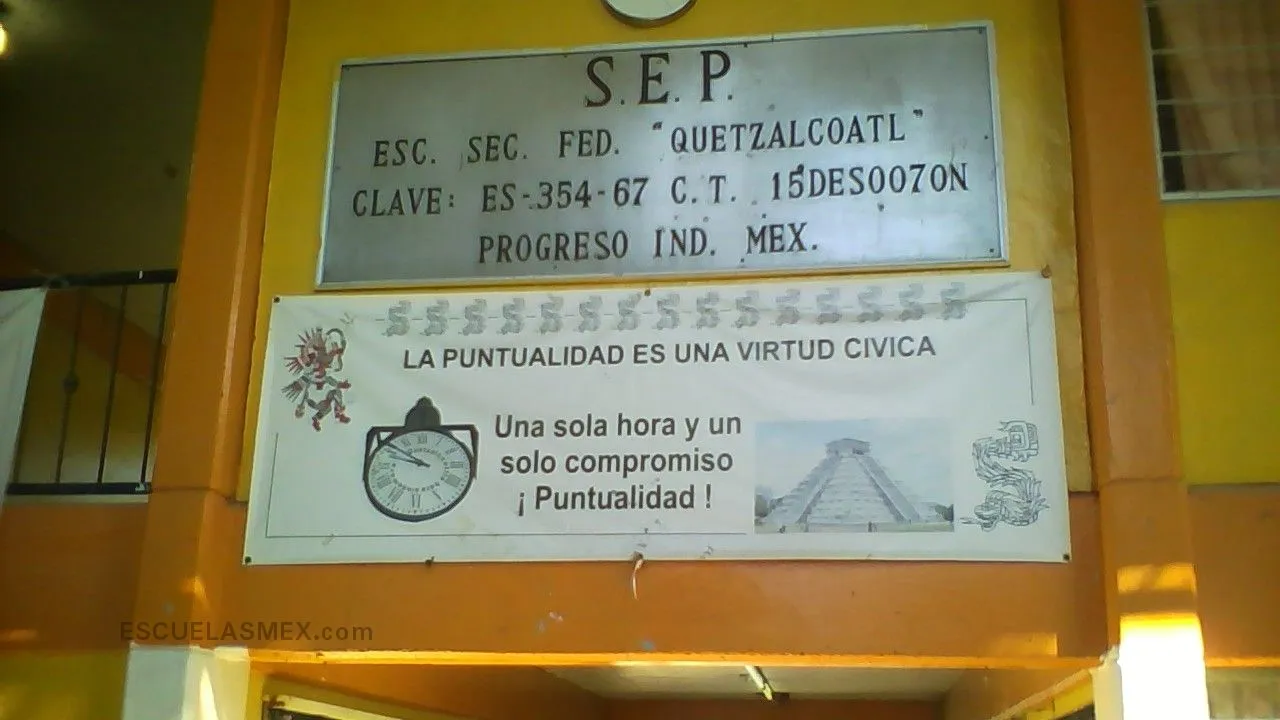 S.E.P.
ESC. SEC. FED. "QUETZALCOATL"
CLAVE: ES-354-67 C.T. 15DES0070N
PROGRESO IND. MEX.
LA PUNTUALIDAD ES UNA VIRTUD CIVICA
Una sola hora y un
solo compromiso
¡ Puntualidad !
ESCUELASMEX.com